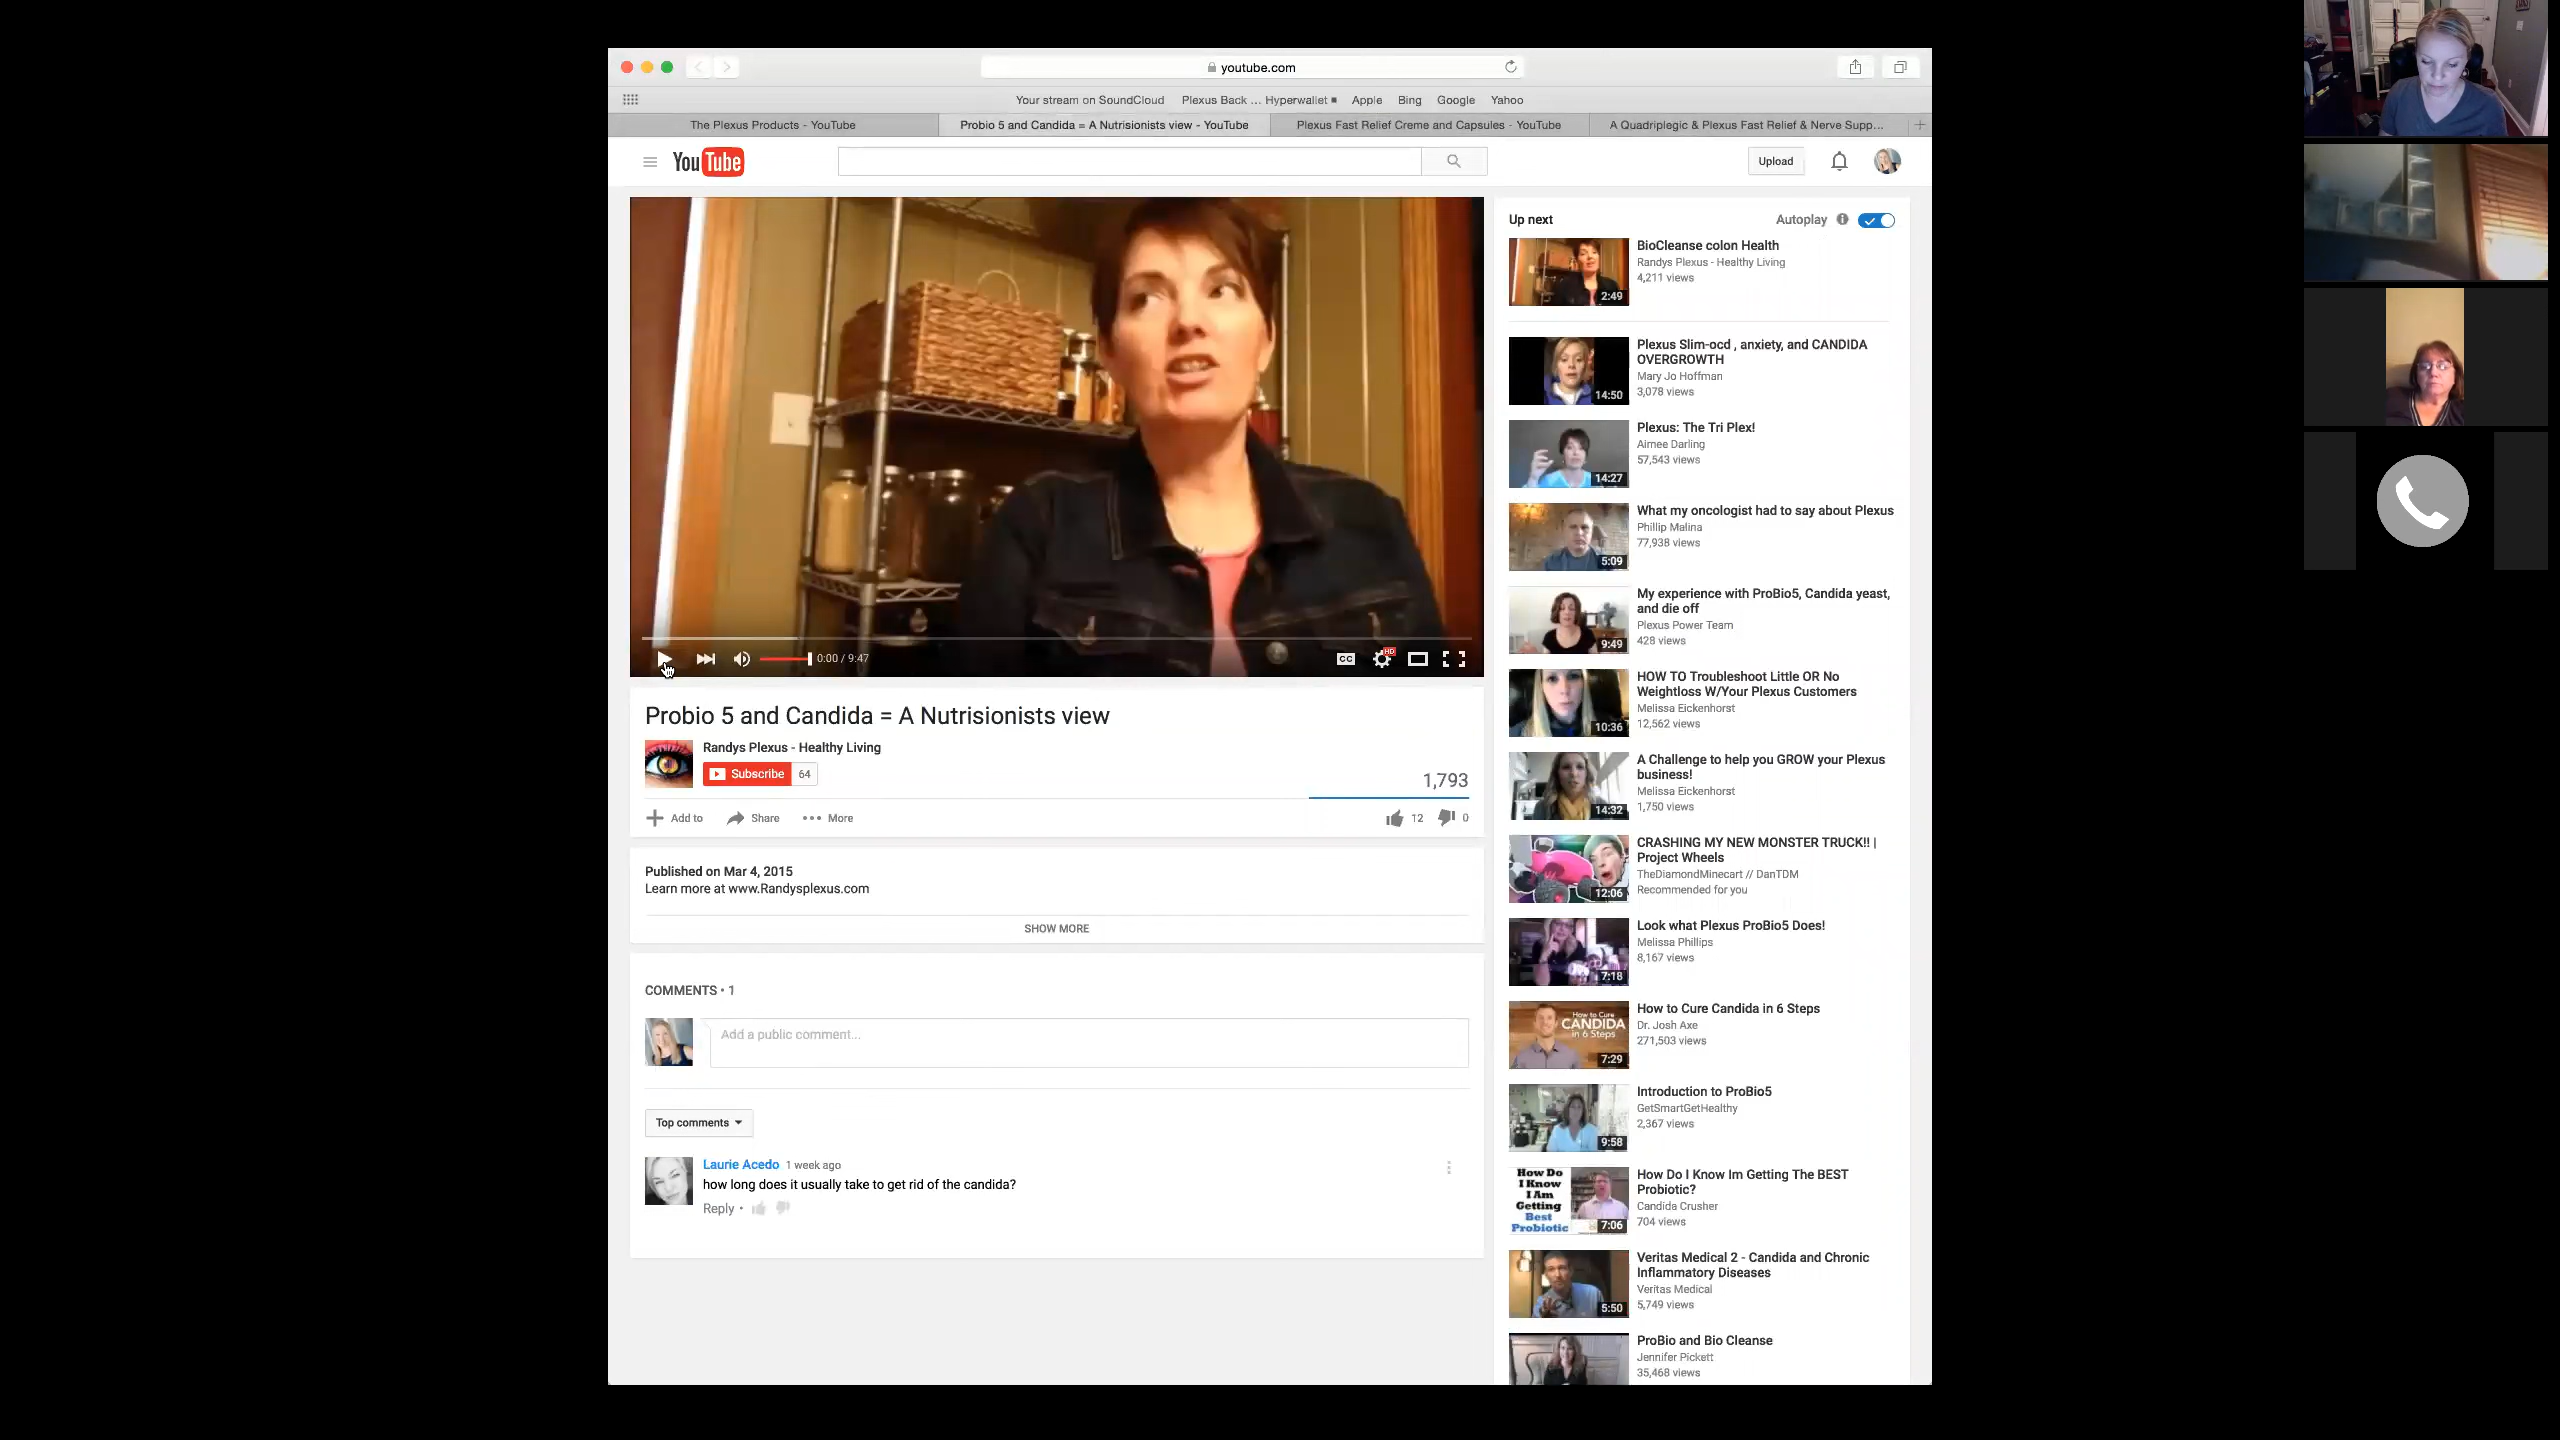 youtube.com
Your stream on SoundCloud Plexus Back ... Hyperwallet Apple Bing Google Yahoo
The Plexus Products - YouTube
Probio 5 and Candida = A Nutrisionists view - YouTube
Plexus Fast Relief Creme and Capsules - YouTube
A Quadriplegic & Plexus Fast Relief & Nerve Supp...
YouTube
Upload
0:00 / 9:47
CC
HD
Probio 5 and Candida = A Nutrisionists view
Randys Plexus - Healthy Living
Subscribe 64
1,793
Add to Share More
12 0
Published on Mar 4, 2015
Learn more at www.Randysplexus.com
SHOW MORE
COMMENTS • 1
Add a public comment...
Top comments
Laurie Acedo 1 week ago
how long does it usually take to get rid of the candida?
Reply •
Up next
Autoplay
BioCleanse colon Health
Randys Plexus - Healthy Living
4,211 views
2:49
Plexus Slim-ocd , anxiety, and CANDIDA
OVERGROWTH
Mary Jo Hoffman
3,078 views
14:50
Plexus: The Tri Plex!
Aimee Darling
57,543 views
14:27
What my oncologist had to say about Plexus
Phillip Malina
77,938 views
5:09
My experience with ProBio5, Candida yeast,
and die off
Plexus Power Team
428 views
9:49
HOW TO Troubleshoot Little OR No
Weightloss W/Your Plexus Customers
Melissa Eickenhorst
12,562 views
10:36
A Challenge to help you GROW your Plexus
business!
Melissa Eickenhorst
1,750 views
14:32
CRASHING MY NEW MONSTER TRUCK!! |
Project Wheels
TheDiamondMinecart // DanTDM
Recommended for you
12:06
Look what Plexus ProBio5 Does!
Melissa Phillips
8,167 views
7:18
How to Cure
CANDIDA
in 6 Steps
How to Cure Candida in 6 Steps
Dr. Josh Axe
271,503 views
7:29
Introduction to ProBio5
GetSmartGetHealthy
2,367 views
9:58
How Do
I Know
I Am
Getting
Best
Probiotic
How Do I Know Im Getting The BEST
Probiotic?
Candida Crusher
704 views
7:06
Veritas Medical 2 - Candida and Chronic
Inflammatory Diseases
Veritas Medical
5,749 views
5:50
ProBio and Bio Cleanse
Jennifer Pickett
35,468 views